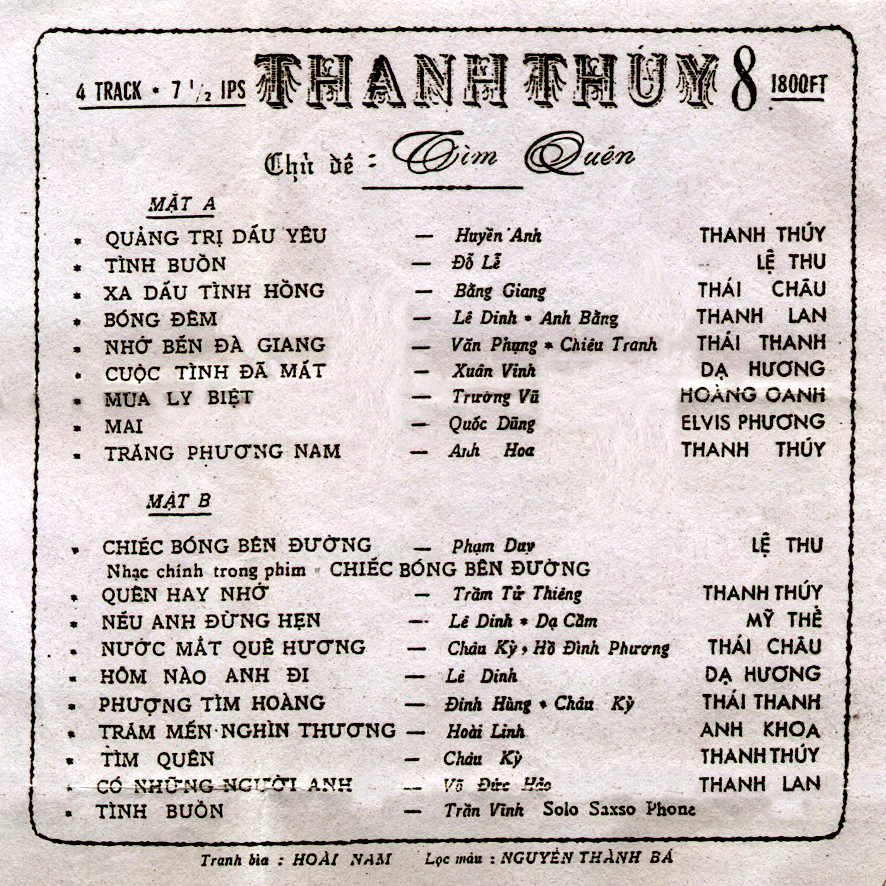 4 TRACK * 7 1/2 IPS THANH THÚY 8 1800FT
Chủ đề : Tìm Quên
MẶT A
* QUẢNG TRỊ DẤU YÊU — Huyền Anh THANH THÚY
* TÌNH BUỒN — Đỗ Lễ LỆ THU
* XA DẤU TÌNH HỒNG — Bằng Giang THÁI CHÂU
* BÓNG ĐÊM — Lê Dinh * Anh Bằng THANH LAN
* NHỚ BẾN ĐÀ GIANG — Văn Phụng * Chiêu Tranh THÁI THANH
* CUỘC TÌNH ĐÃ MẤT — Xuân Vinh DẠ HƯƠNG
* MÙA LY BIỆT — Trường Vũ HOÀNG OANH
* MAI — Quốc Dũng ELVIS PHƯƠNG
* TRĂNG PHƯƠNG NAM — Anh Hoa THANH THÚY
MẶT B
* CHIẾC BÓNG BÊN ĐƯỜNG — Phạm Duy LỆ THU
Nhạc chính trong phim " CHIẾC BÓNG BÊN ĐƯỜNG
* QUÊN HAY NHỚ — Trầm Tử Thiêng THANH THÚY
* NẾU ANH ĐỪNG HẸN — Lê Dinh * Dạ Cầm MỸ THỂ
* NƯỚC MẮT QUÊ HƯƠNG — Châu Kỳ, Hồ Đình Phương THÁI CHÂU
* HÔM NÀO ANH ĐI — Lê Dinh DẠ HƯƠNG
* PHƯỢNG TÌM HOÀNG — Đinh Hùng * Châu Kỳ THÁI THANH
* TRĂM MẾN NGHÌN THƯƠNG — Hoài Linh ANH KHOA
* TÌM QUÊN — Châu Kỳ THANH THÚY
* CÓ NHỮNG NGƯỜI ANH — Võ Đức Hảo THANH LAN
* TÌNH BUỒN — Trần Vĩnh Solo Saxso Phone
Tranh bìa : HOÀI NAM Lọc màu : NGUYỄN THÀNH BÁ